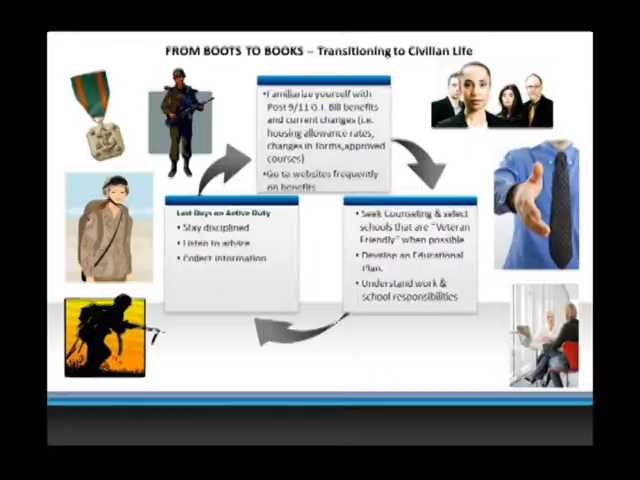 FROM BOOTS TO BOOKS – Transitioning to Civilian Life
•Familiarize yourself with
Post 9/11 G.I. Bill benefits
and current changes (i.e.
housing allowance rates,
changes in forms,approved
courses)
•Go to websites frequently
on benefits
Last Days on Active Duty
• Stay disciplined
• Listen to advice
• Collect information
• Seek Counseling & select
schools that are "Veteran
Friendly" when possible
• Develop an Educational
Plan.
• Understand work &
school responsibilities